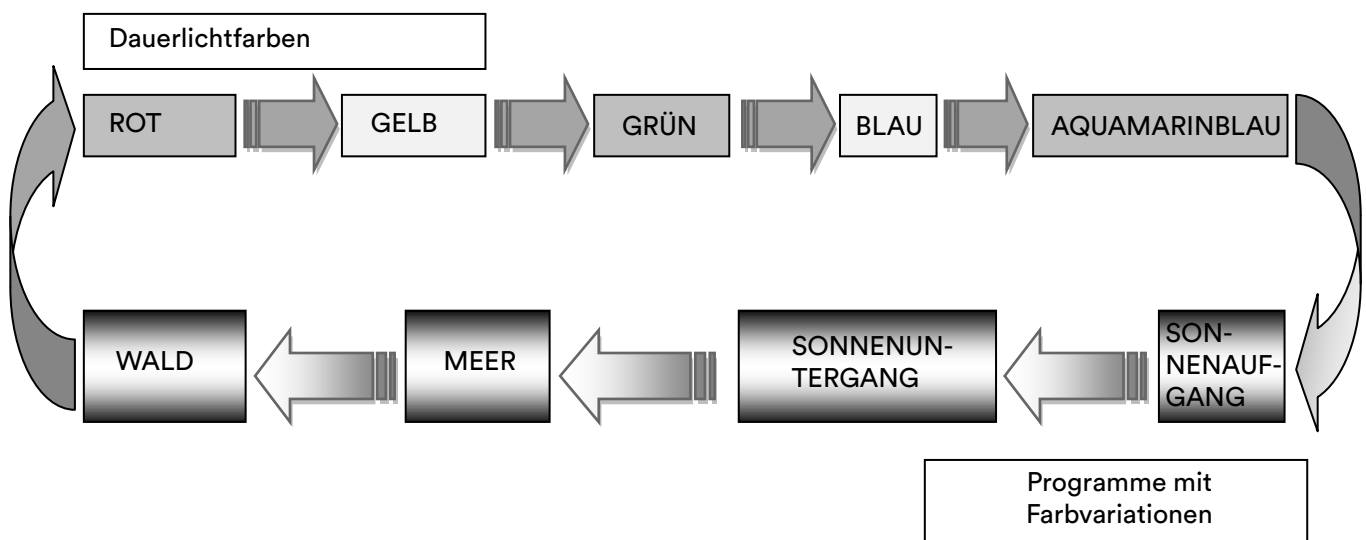 Dauerlichtfarben
ROT
GELB
GRÜN
BLAU
AQUAMARINBLAU
WALD
MEER
SONNENUN-
TERGANG
SON-
NENAUF-
GANG
Programme mit
Farbvariationen